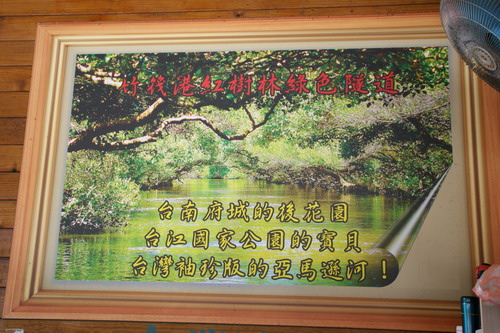 竹筏港紅樹林綠色隧道
台南府城的後花園
台江國家公園的寶貝
台灣袖珍版的亞馬遜河！